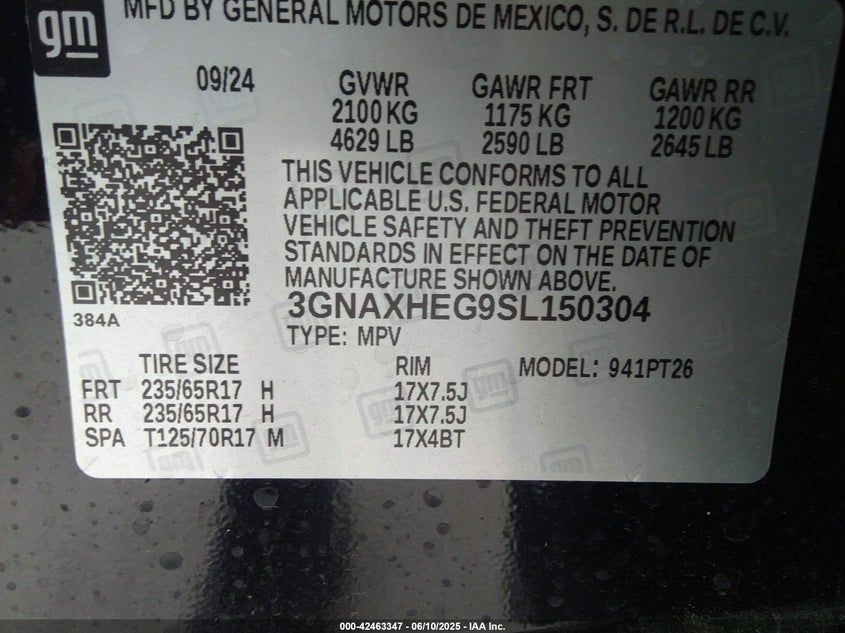 gm
MFD BY GENERAL MOTORS DE MEXICO, S. DE R.L. DE C.V.
09/24 GVWR GAWR FRT GAWR RR
2100 KG 1175 KG 1200 KG
4629 LB 2590 LB 2645 LB
THIS VEHICLE CONFORMS TO ALL
APPLICABLE U.S. FEDERAL MOTOR
VEHICLE SAFETY AND THEFT PREVENTION
STANDARDS IN EFFECT ON THE DATE OF
MANUFACTURE SHOWN ABOVE.
3GNAXHEG9SL150304
384A
TYPE: MPV
TIRE SIZE RIM MODEL: 941PT26
FRT 235/65R17 H 17X7.5J
RR 235/65R17 H 17X7.5J
SPA T125/70R17 M 17X4BT
000-42463347 - 06/10/2025 - IAA Inc.